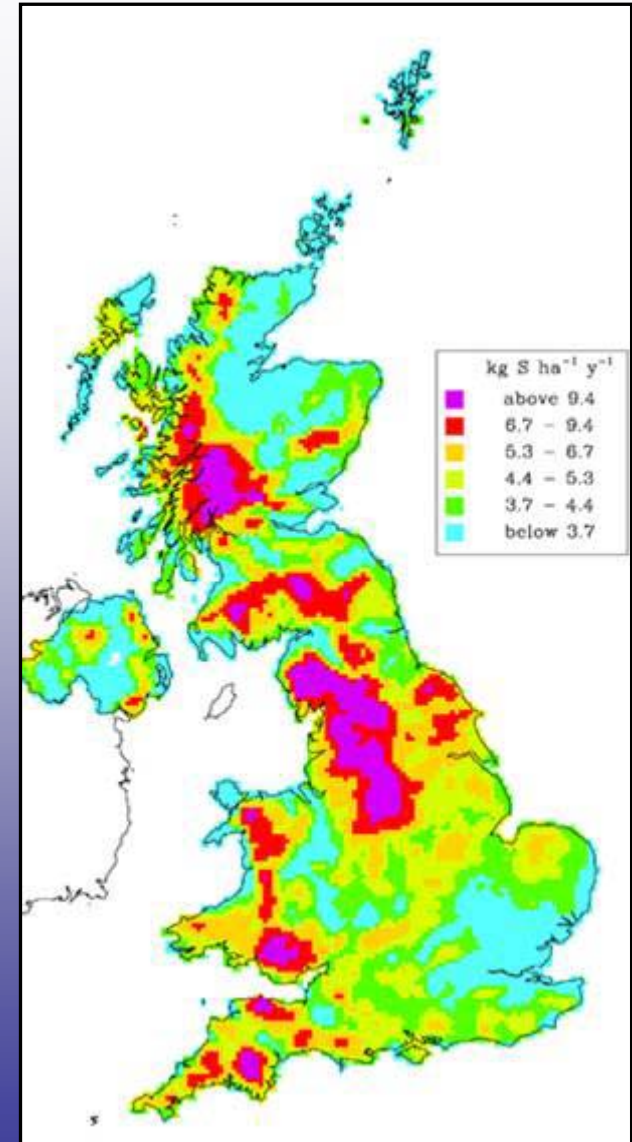 kg S ha⁻¹ y⁻¹
above 9.4
6.7 - 9.4
5.3 - 6.7
4.4 - 5.3
3.7 - 4.4
below 3.7